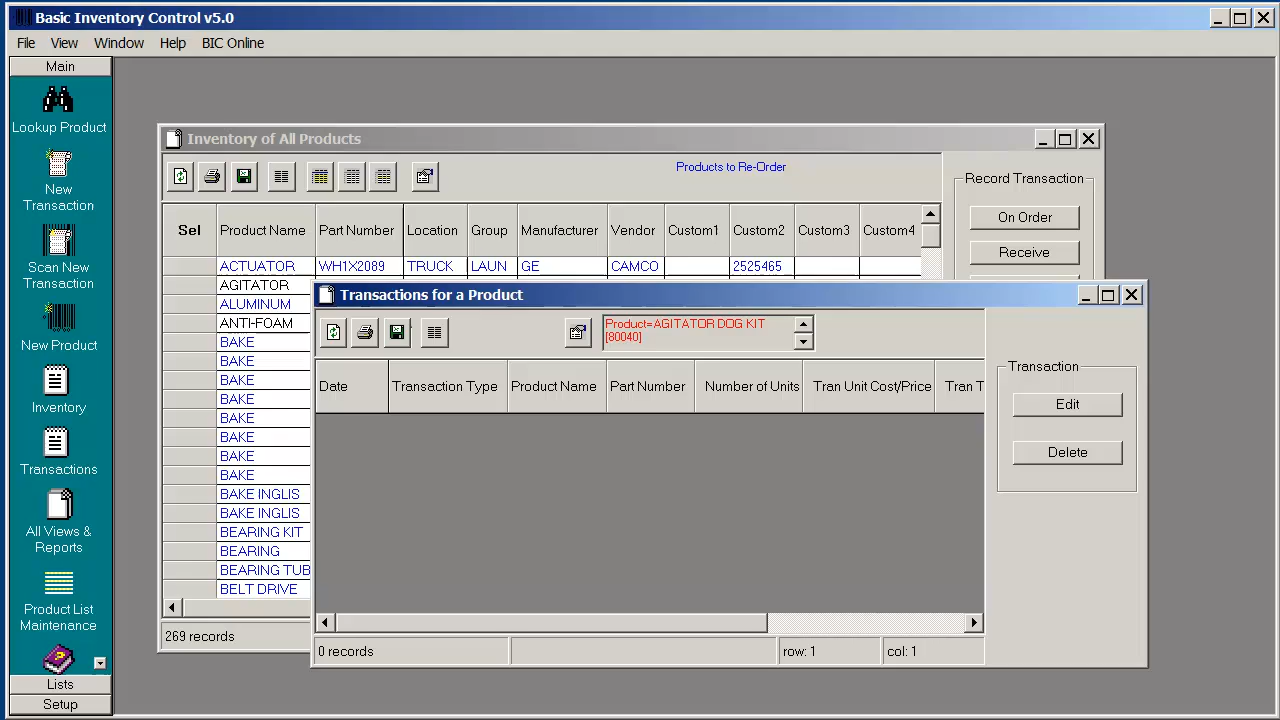 Basic Inventory Control v5.0
File View Window Help BIC Online
Main
Lookup Product
New
Transaction
Scan New
Transaction
New Product
Inventory
Transactions
All Views &
Reports
Product List
Maintenance
Lists
Setup
Inventory of All Products
Products to Re-Order
Record Transaction
On Order
Receive
Sel Product Name Part Number Location Group Manufacturer Vendor Custom1 Custom2 Custom3 Custom4
ACTUATOR WH1X2089 TRUCK LAUN GE CAMCO 2525465
AGITATOR
ALUMINUM
ANTI-FOAM
BAKE
BAKE
BAKE
BAKE
BAKE
BAKE
BAKE
BAKE
BAKE INGLIS
BAKE INGLIS
BEARING KIT
BEARING
BEARING TUB
BELT DRIVE
269 records
Transactions for a Product
Product=AGITATOR DOG KIT
[80040]
Date Transaction Type Product Name Part Number Number of Units Tran Unit Cost/Price Tran T
Transaction
Edit
Delete
0 records row: 1 col: 1